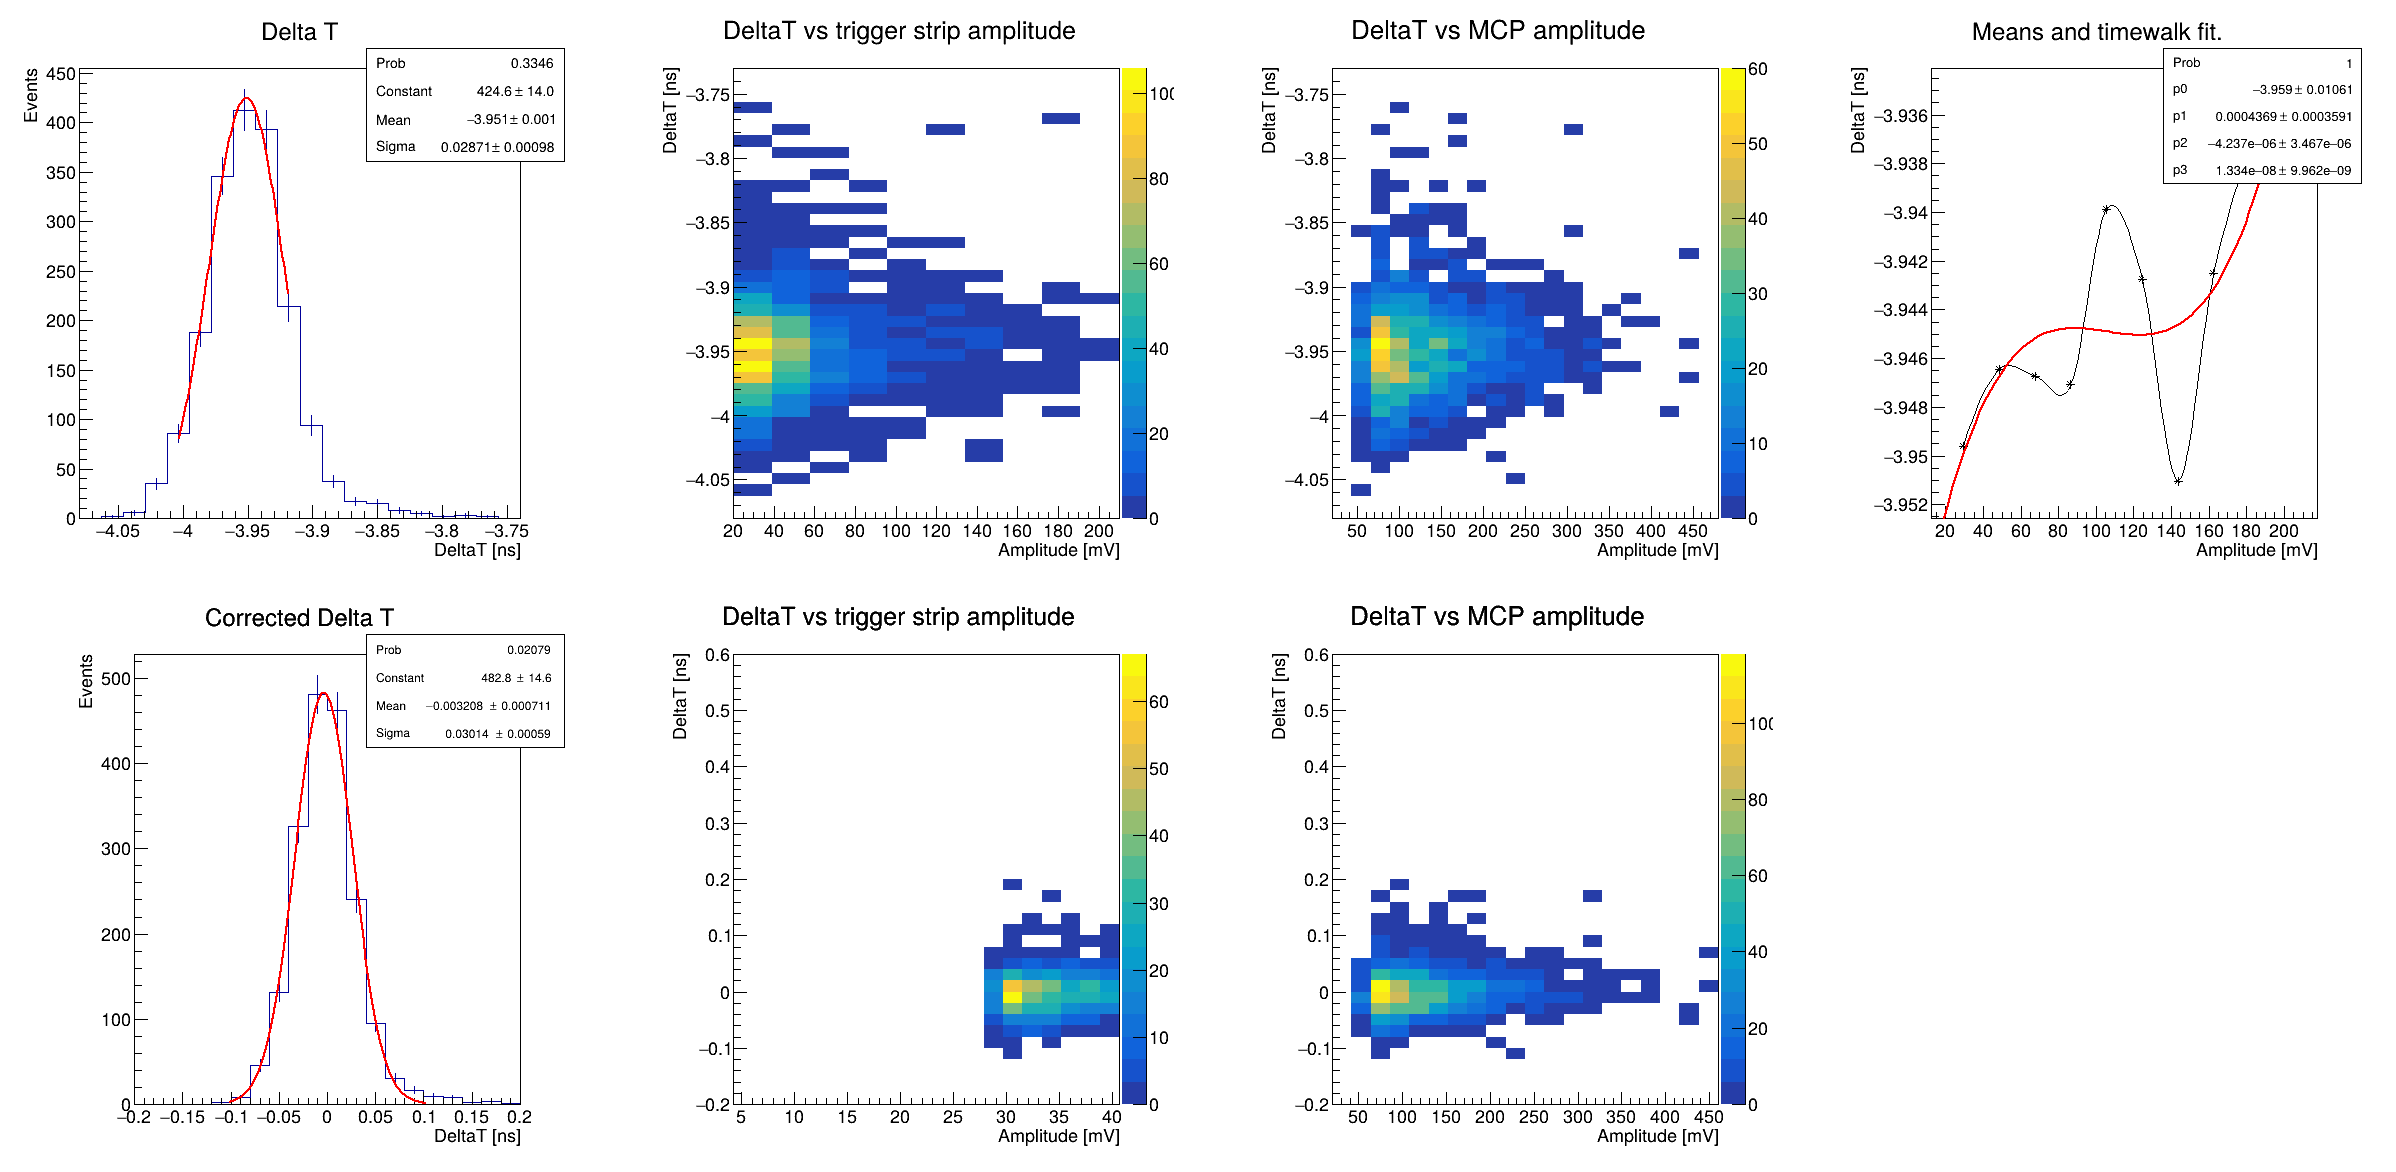 Delta T
Events
450
400
350
300
250
200
150
100
50
0
−4.05 −4 −3.95 −3.9 −3.85 −3.8 −3.75
DeltaT [ns]
Prob 0.3346
Constant 424.6 ± 14.0
Mean −3.951 ± 0.001
Sigma 0.02871 ± 0.00098
DeltaT vs trigger strip amplitude
DeltaT [ns]
−3.75
−3.8
−3.85
−3.9
−3.95
−4
−4.05
20 40 60 80 100 120 140 160 180 200
Amplitude [mV]
80
60
40
20
0
DeltaT vs MCP amplitude
DeltaT [ns]
−3.75
−3.8
−3.85
−3.9
−3.95
−4
−4.05
50 100 150 200 250 300 350 400 450
Amplitude [mV]
60
50
40
30
20
10
0
Means and timewalk fit.
DeltaT [ns]
−3.936
−3.938
−3.94
−3.942
−3.944
−3.946
−3.948
−3.95
−3.952
20 40 60 80 100 120 140 160 180 200
Amplitude [mV]
Prob 1
p0 −3.959 ± 0.01061
p1 0.0004369 ± 0.0003591
p2 −4.237e−06 ± 3.467e−06
p3 1.334e−08 ± 9.962e−09
Corrected Delta T
Events
500
400
300
200
100
0
−0.2 −0.15 −0.1 −0.05 0 0.05 0.1 0.15 0.2
DeltaT [ns]
Prob 0.02079
Constant 482.8 ± 14.6
Mean −0.003208 ± 0.000711
Sigma 0.03014 ± 0.00059
DeltaT vs trigger strip amplitude
DeltaT [ns]
0.6
0.5
0.4
0.3
0.2
0.1
0
−0.1
−0.2
5 10 15 20 25 30 35 40
Amplitude [mV]
60
50
40
30
20
10
0
DeltaT vs MCP amplitude
DeltaT [ns]
0.6
0.5
0.4
0.3
0.2
0.1
0
−0.1
−0.2
50 100 150 200 250 300 350 400 450
Amplitude [mV]
80
60
40
20
0